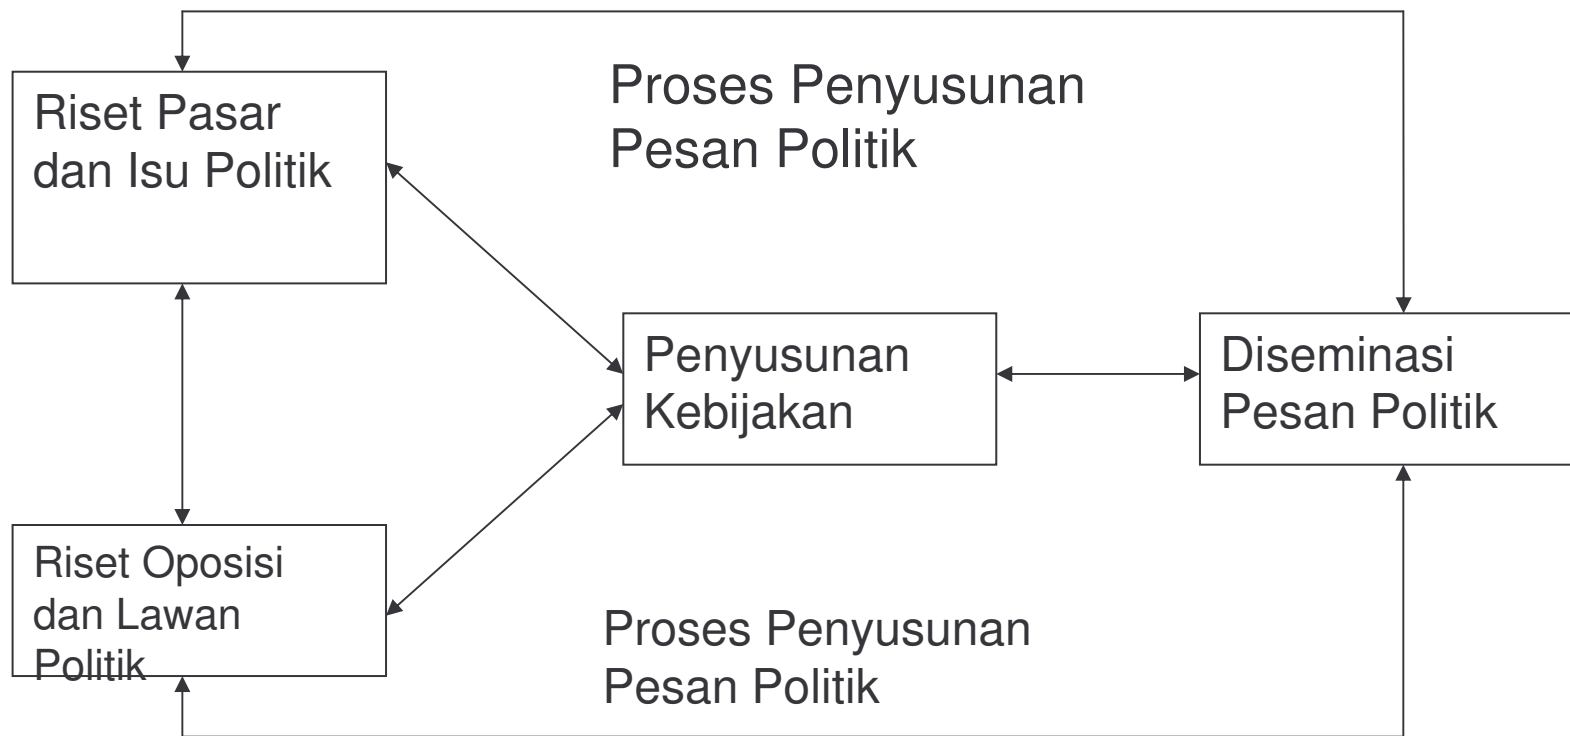 Riset Pasar
dan Isu Politik
Proses Penyusunan
Pesan Politik
Penyusunan
Kebijakan
Diseminasi
Pesan Politik
Riset Oposisi
dan Lawan
Politik
Proses Penyusunan
Pesan Politik